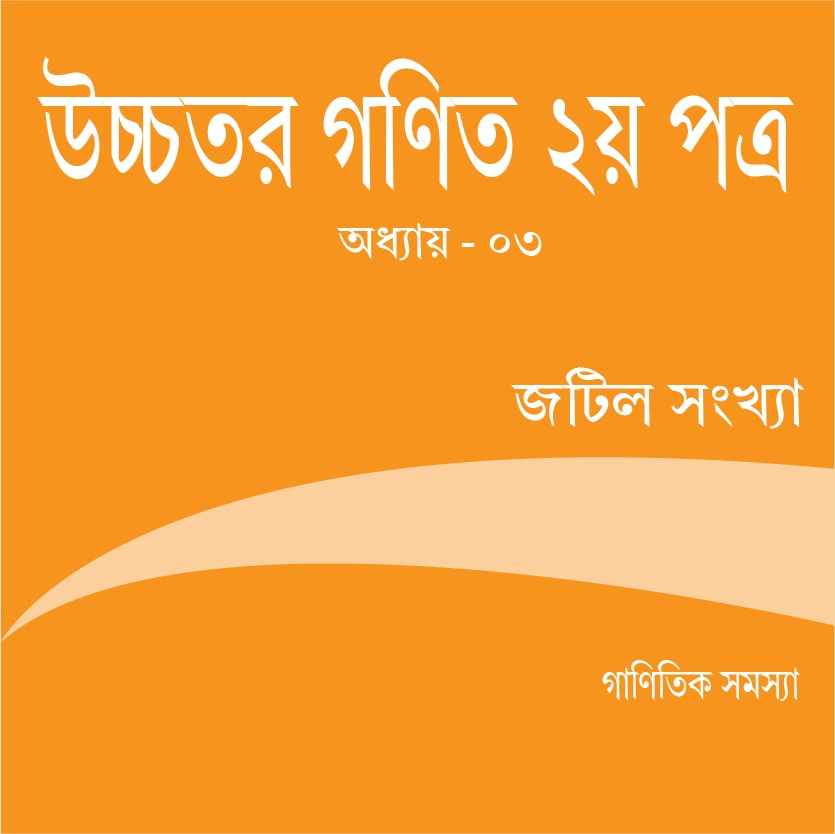 উচ্চতর গণিত ২য় পত্র
অধ্যায় - ০৩
জটিল সংখ্যা
গাণিতিক সমস্যা